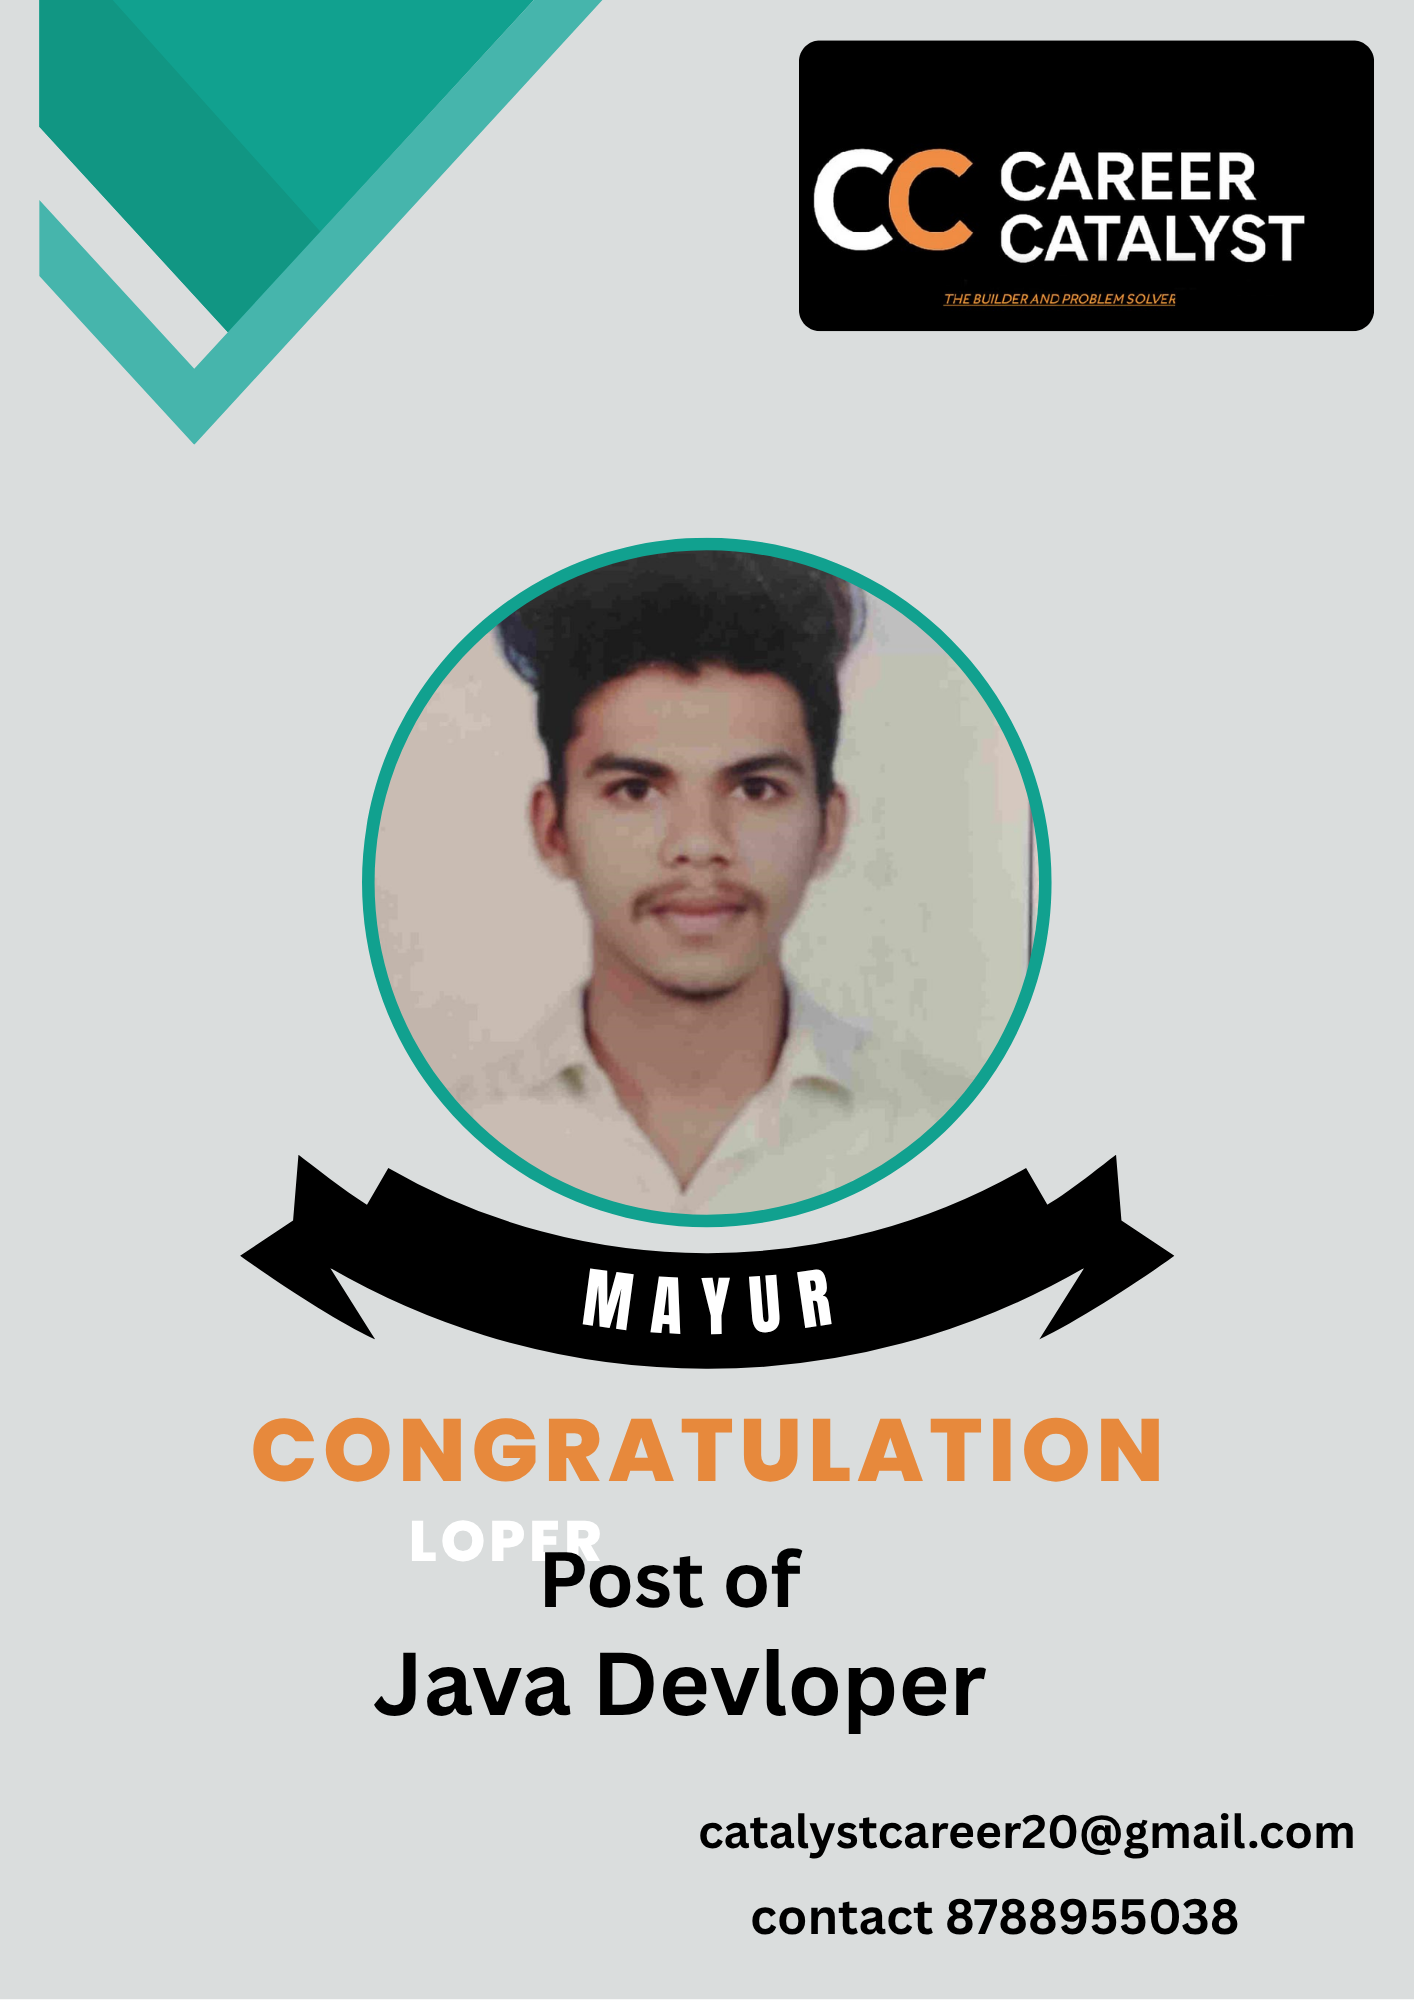 CC CAREER
CATALYST
THE BUILDER AND PROBLEM SOLVER
MAYUR
CONGRATULATION
LOPER
Post of
Java Devloper
catalystcareer20@gmail.com
contact 8788955038